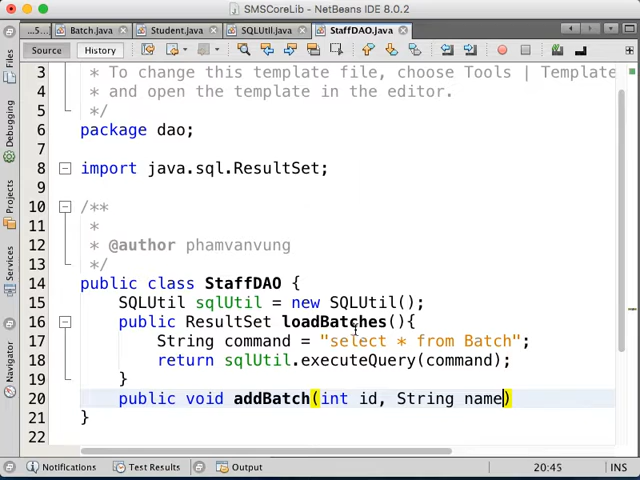 SMSCoreLib - NetBeans IDE 8.0.2
...5...
Batch.java
Student.java
SQLUtil.java
StaffDAO.java
Source
History
3 * To change this template file, choose Tools | Template
4 * and open the template in the editor.
5 */
6 package dao;
7
8 import java.sql.ResultSet;
9
10 /**
11 *
12 * @author phamvanvung
13 */
14 public class StaffDAO {
15 SQLUtil sqlUtil = new SQLUtil();
16 public ResultSet loadBatches(){
17 String command = "select * from Batch";
18 return sqlUtil.executeQuery(command);
19 }
20 public void addBatch(int id, String name)
21 }
22
Files
Debugging
Projects
Services
Navigator
Notifications
Test Results
Output
20:45
INS